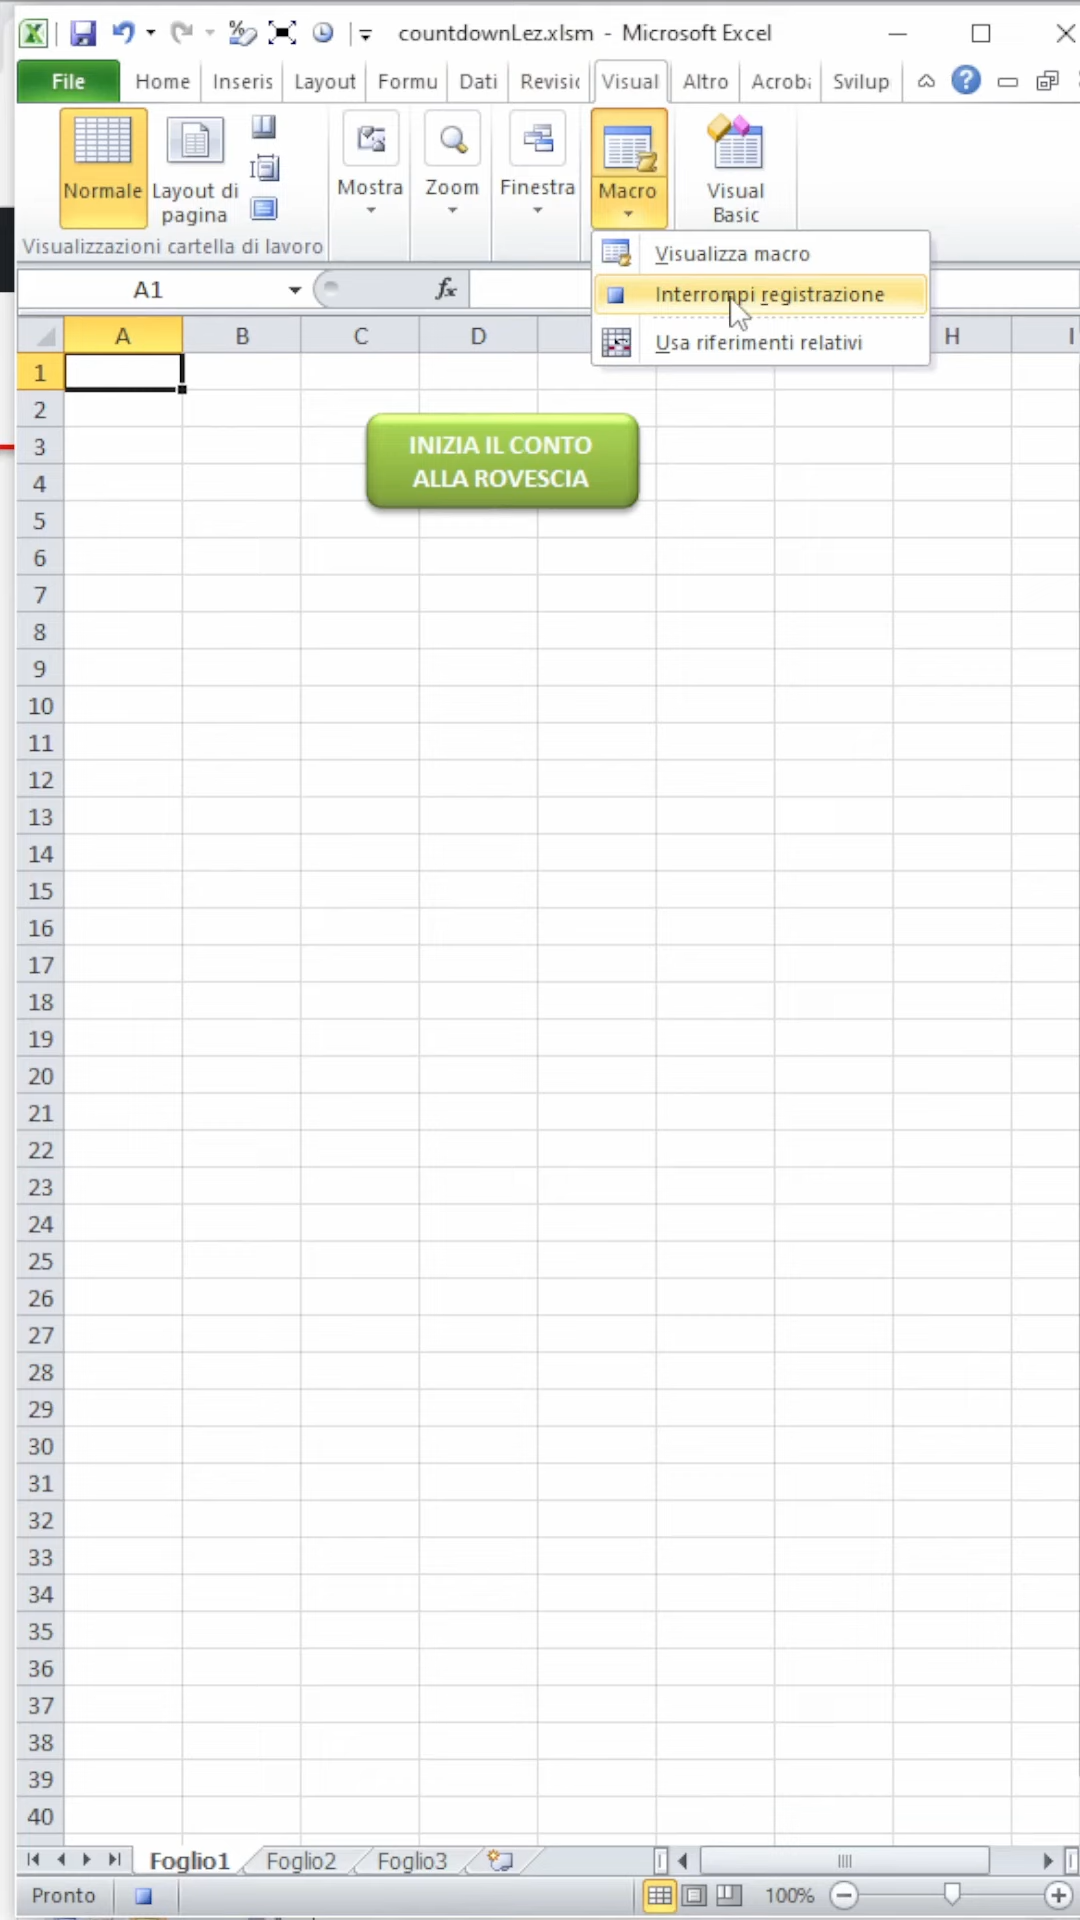 countdownLez.xlsm - Microsoft Excel
File Home Inseris Layout Formu Dati Revisio Visual Altro Acroba Svilup
Normale
Layout di pagina
Mostra
Zoom
Finestra
Macro
Visual Basic
Visualizzazioni cartella di lavoro
Visualizza macro
Interrompi registrazione
Usa riferimenti relativi
A1
fx
A B C D H I
1
2
3
4
5
6
7
8
9
10
11
12
13
14
15
16
17
18
19
20
21
22
23
24
25
26
27
28
29
30
31
32
33
34
35
36
37
38
39
40
INIZIA IL CONTO
ALLA ROVESCIA
Foglio1 Foglio2 Foglio3
Pronto
100%